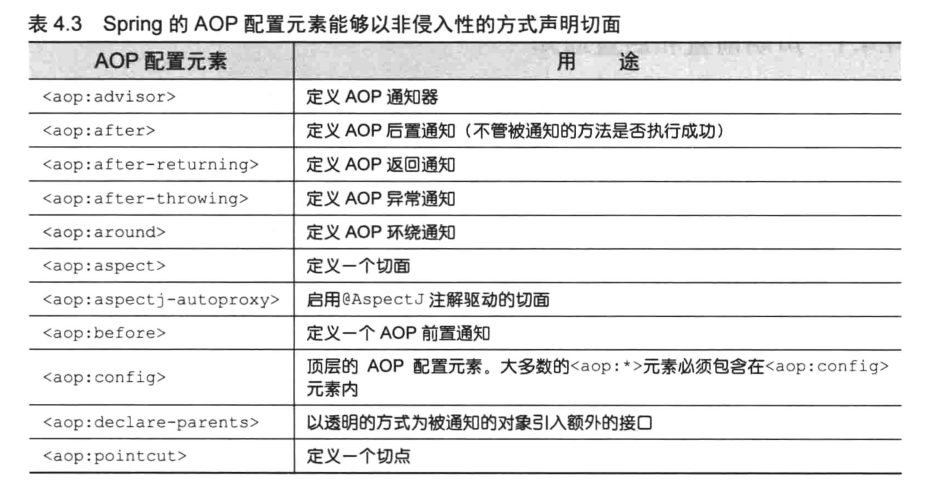 表 4.3 Spring 的 AOP 配置元素能够以非侵入性的方式声明切面
AOP 配置元素 用 途
<aop:advisor> 定义 AOP 通知器
<aop:after> 定义 AOP 后置通知（不管被通知的方法是否执行成功）
<aop:after-returning> 定义 AOP 返回通知
<aop:after-throwing> 定义 AOP 异常通知
<aop:around> 定义 AOP 环绕通知
<aop:aspect> 定义一个切面
<aop:aspectj-autoproxy> 启用@AspectJ 注解驱动的切面
<aop:before> 定义一个 AOP 前置通知
<aop:config> 顶层的 AOP 配置元素。大多数的<aop:*>元素必须包含在<aop:config>
元素内
<aop:declare-parents> 以透明的方式为被通知的对象引入额外的接口
<aop:pointcut> 定义一个切点